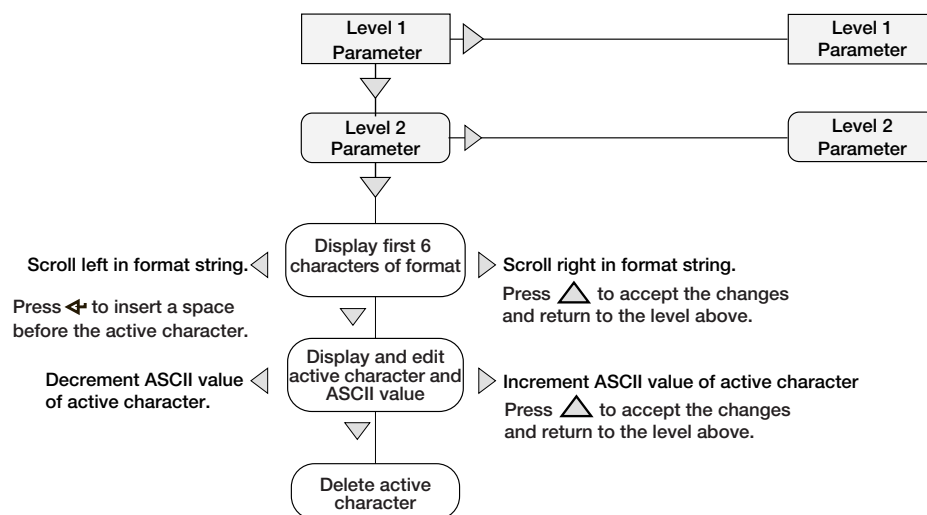 Level 1
Parameter
Level 1
Parameter
Level 2
Parameter
Level 2
Parameter
Display first 6
characters of format
Scroll left in format string.
Scroll right in format string.
Press to insert a space
before the active character.
Press to accept the changes
and return to the level above.
Display and edit
active character and
ASCII value
Decrement ASCII value
of active character.
Increment ASCII value of active character
Press to accept the changes
and return to the level above.
Delete active
character